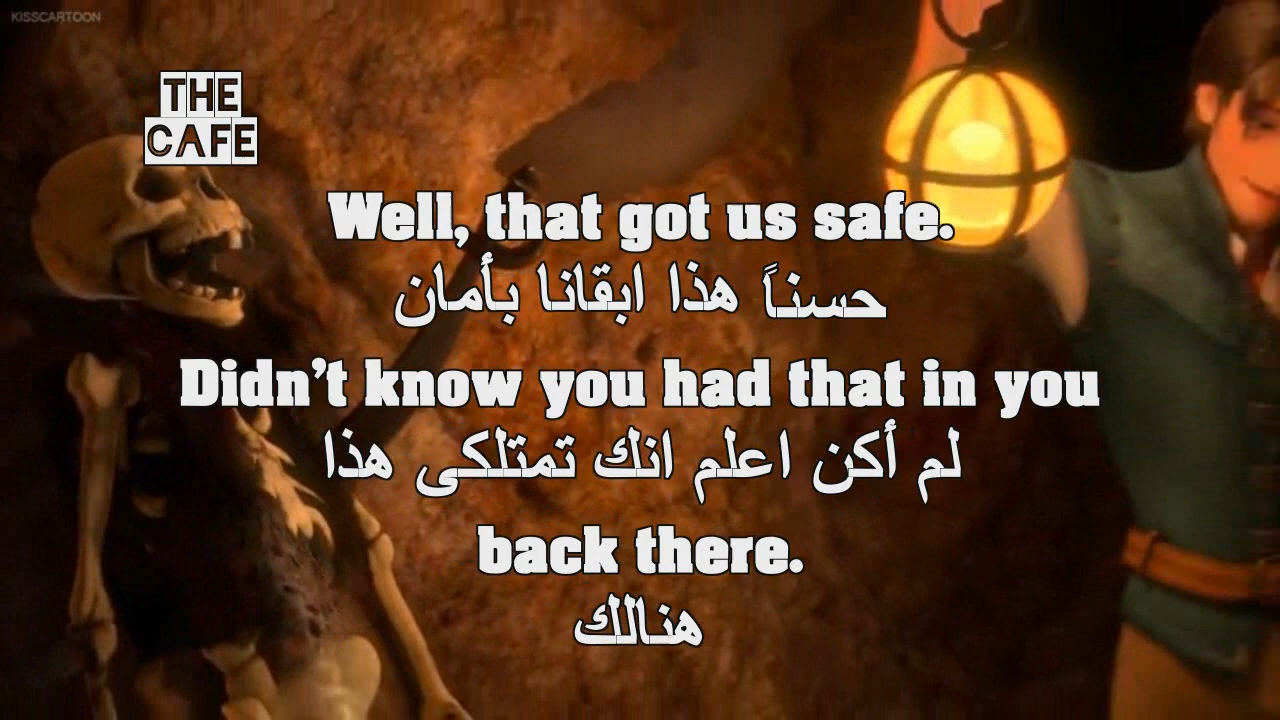 KISSCARTOON
THE
CAFE
Well, that got us safe.
حسناً هذا ابقانا بأمان
Didn't know you had that in you
لم أكن اعلم انك تمتلكى هذا
back there.
هنالك